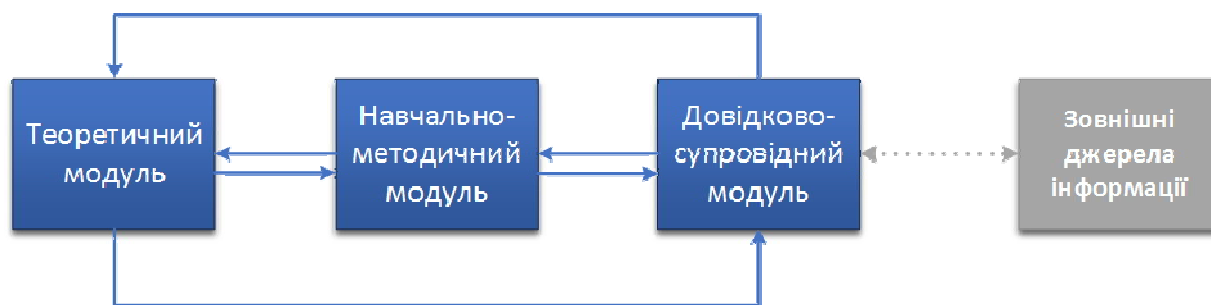 Теоретичний
модуль
Навчально-
методичний
модуль
Довідково-
супровідний
модуль
Зовнішні
джерела
інформації